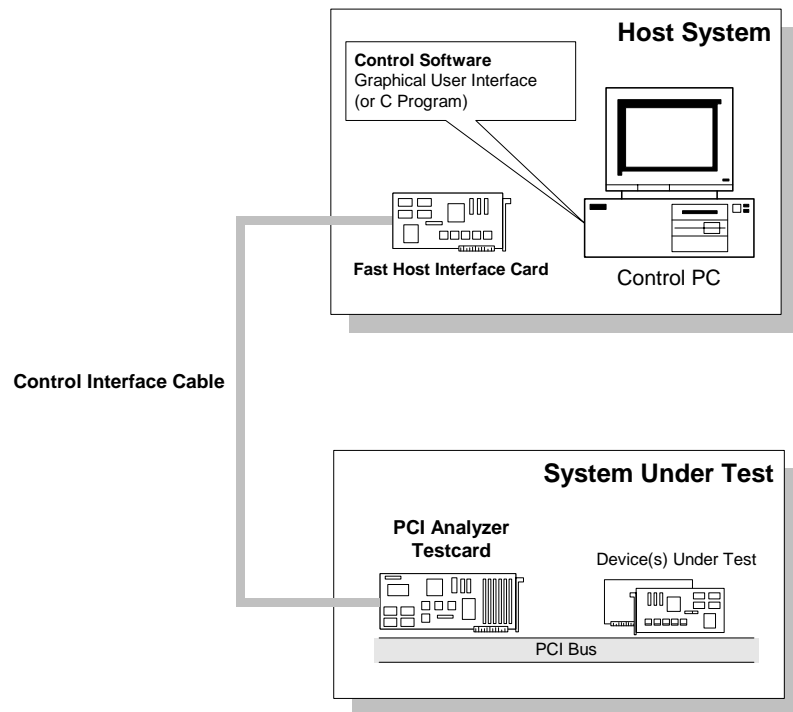 Host System
Control Software
Graphical User Interface
(or C Program)
Fast Host Interface Card
Control PC
Control Interface Cable
System Under Test
PCI Analyzer
Testcard
Device(s) Under Test
PCI Bus